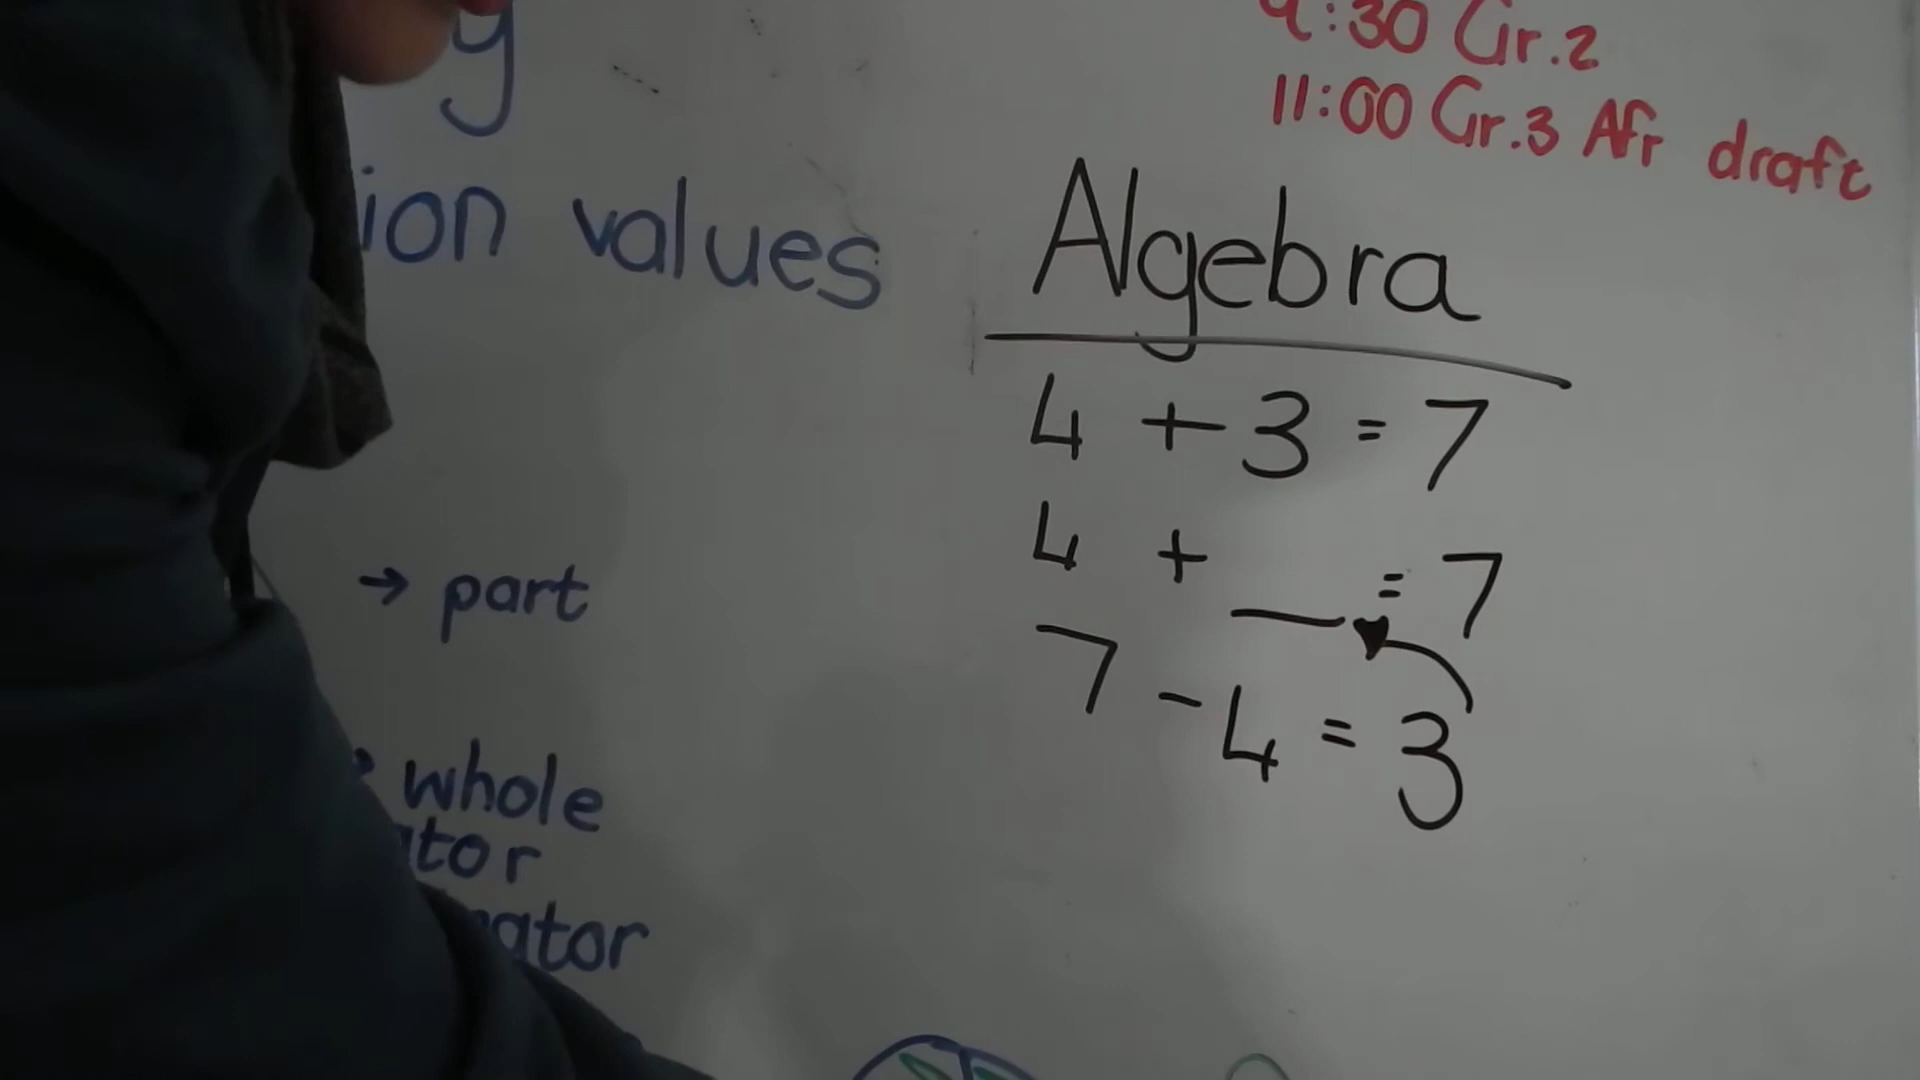 y
ion values
→ part
whole
ator
ator
9:30 Gr.2
11:00 Gr.3 Afr draft
Algebra
4 + 3 = 7
4 + __ = 7
7 - 4 = 3